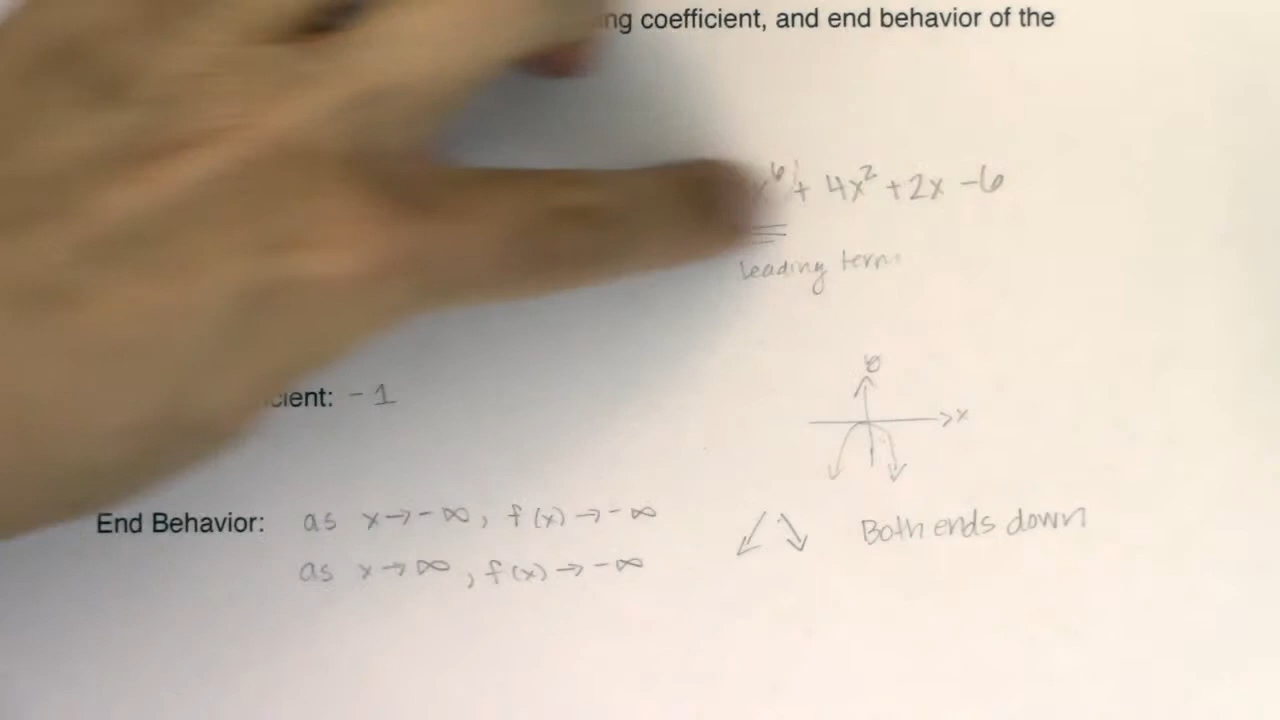 coefficient, and end behavior of the
x⁶ + 4x² + 2x - 6
leading term
- 1
y
x
End Behavior: as x → -∞, f(x) → -∞
Both ends down
as x → ∞, f(x) → -∞